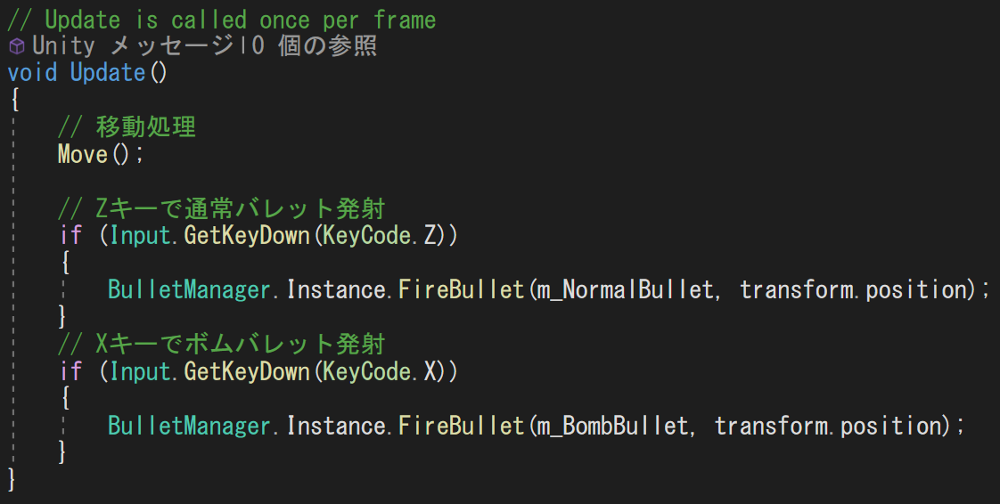 // Update is called once per frame
Unity メッセージ|0 個の参照
void Update()
{
// 移動処理
Move();
// Zキーで通常バレット発射
if (Input.GetKeyDown(KeyCode.Z))
{
BulletManager.Instance.FireBullet(m_NormalBullet, transform.position);
}
// Xキーでボムバレット発射
if (Input.GetKeyDown(KeyCode.X))
{
BulletManager.Instance.FireBullet(m_BombBullet, transform.position);
}
}